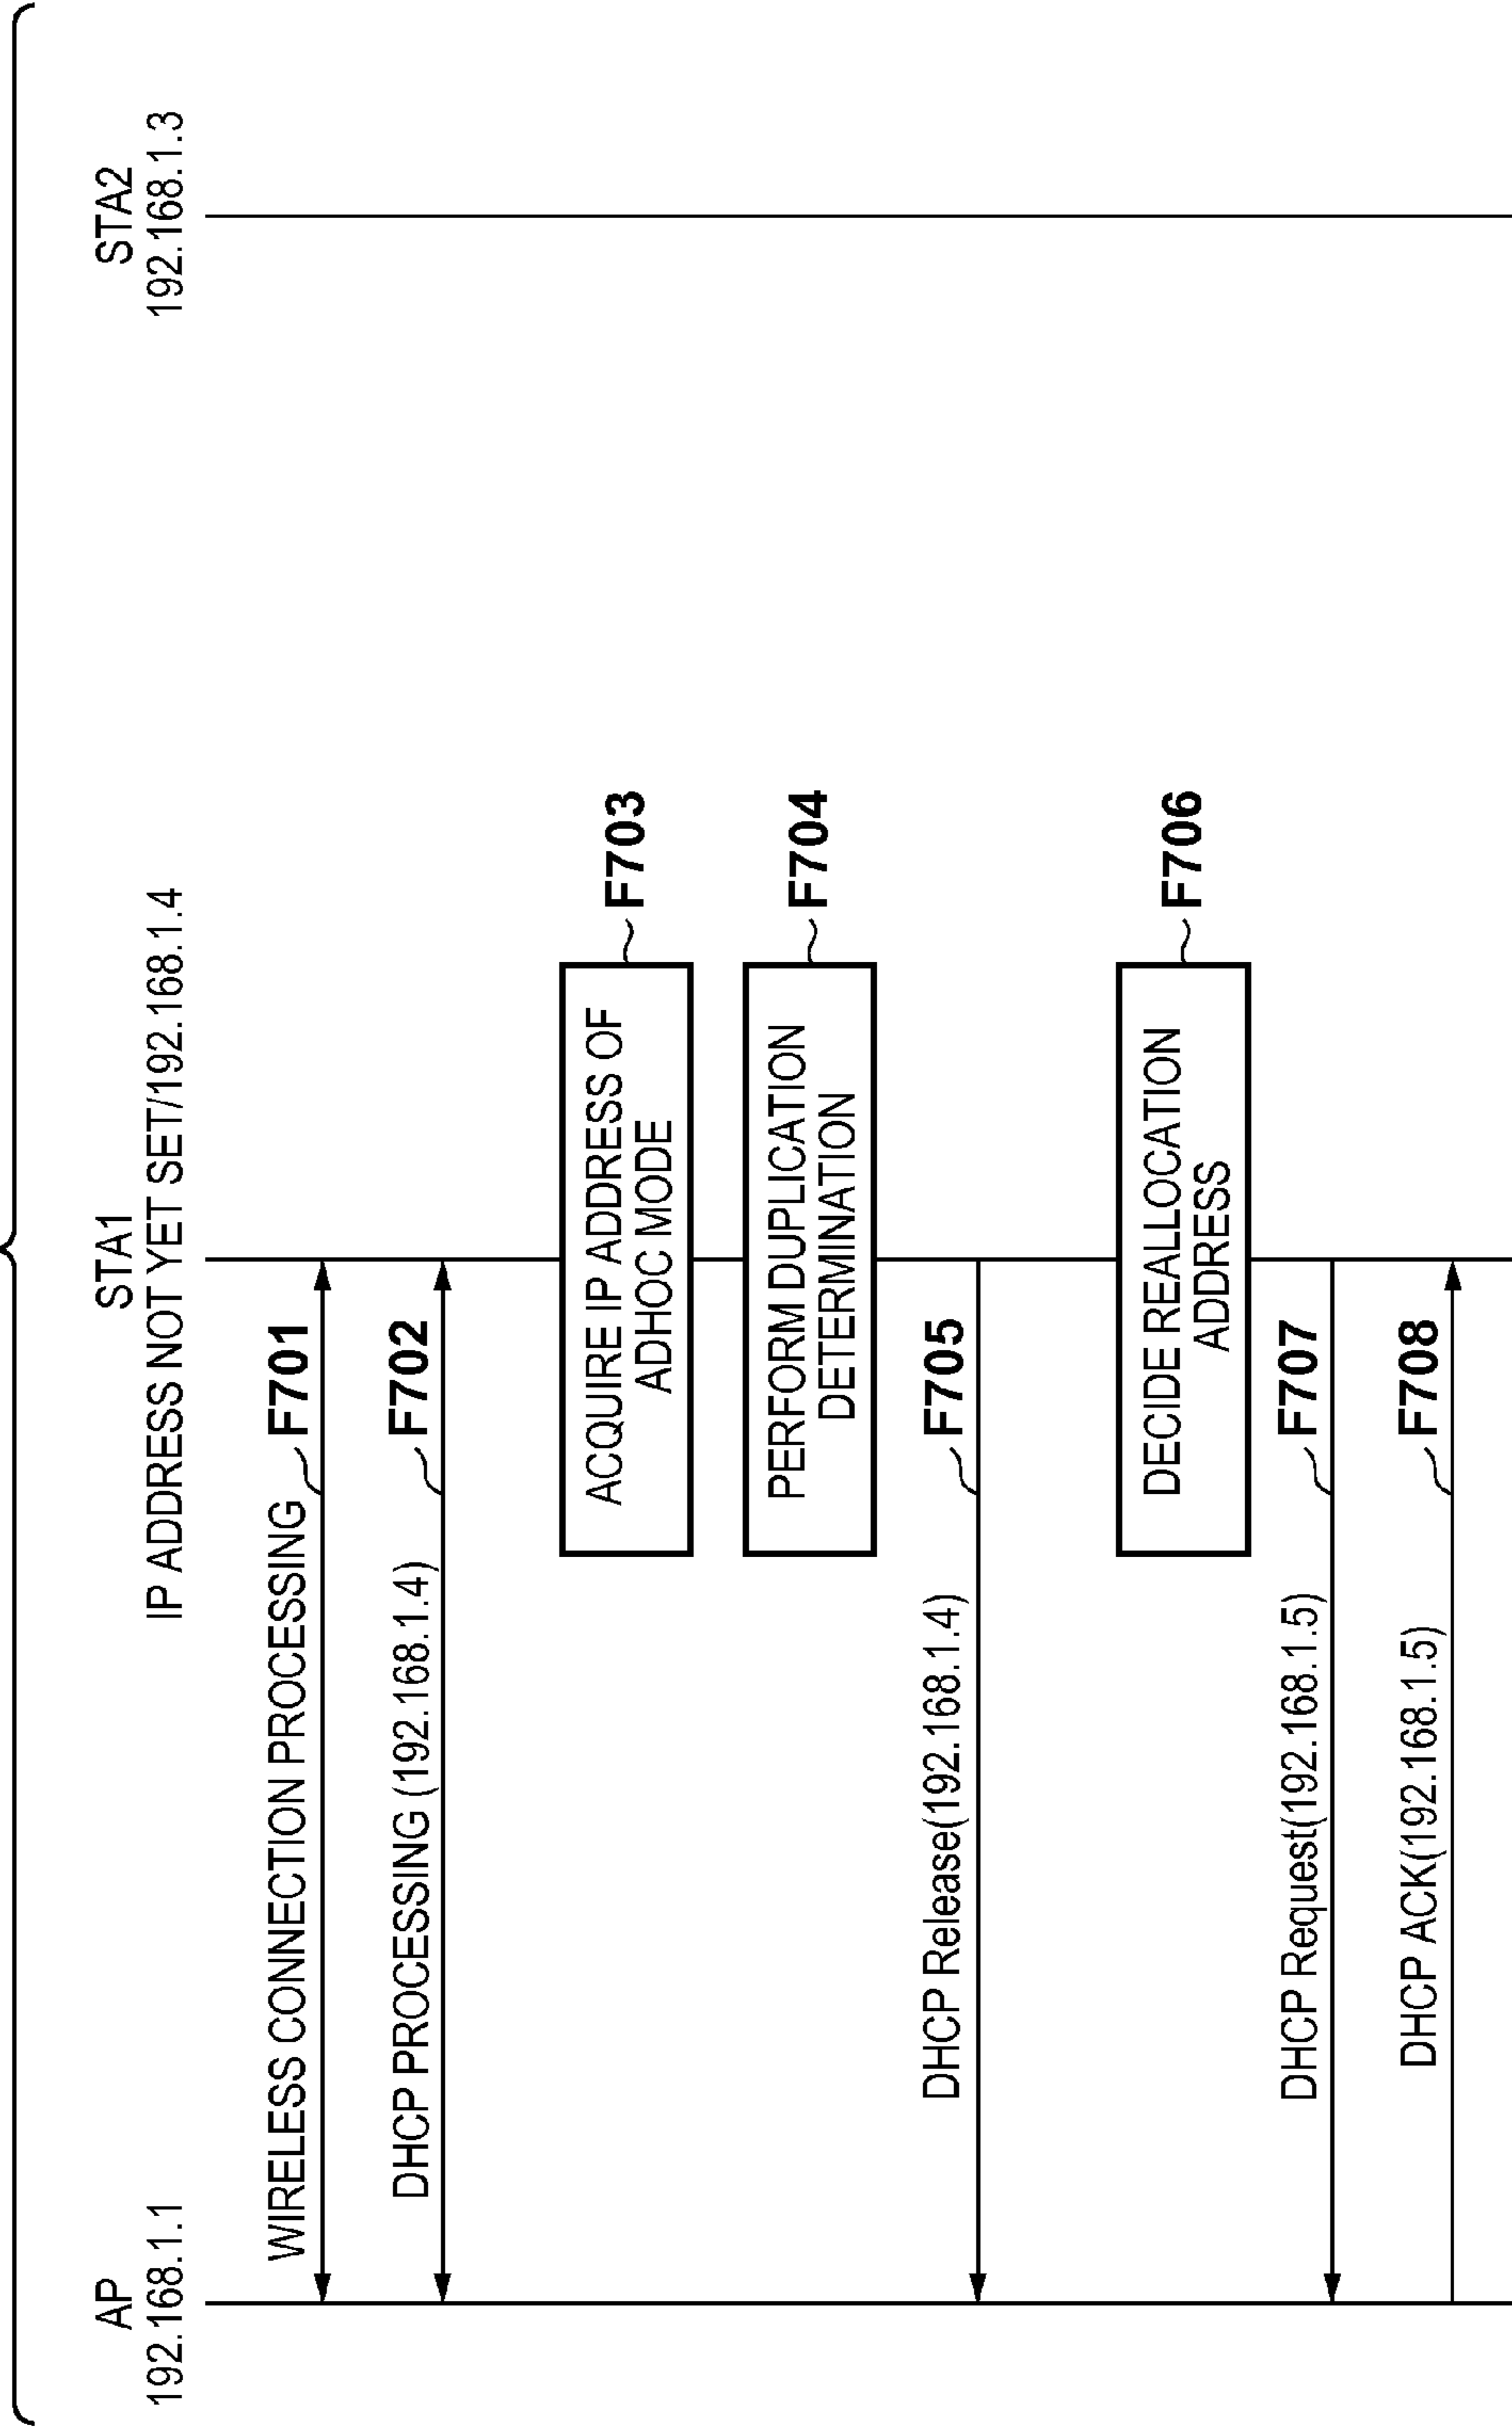 AP
192.168.1.1
STA1
IP ADDRESS NOT YET SET/192.168.1.4
STA2
192.168.1.3
WIRELESS CONNECTION PROCESSING F701
DHCP PROCESSING (192.168.1.4) F702
ACQUIRE IP ADDRESS OF
ADHOC MODE
F703
PERFORM DUPLICATION
DETERMINATION
F704
DHCP Release(192.168.1.4) F705
DECIDE REALLOCATION
ADDRESS
F706
DHCP Request(192.168.1.5) F707
DHCP ACK(192.168.1.5) F708